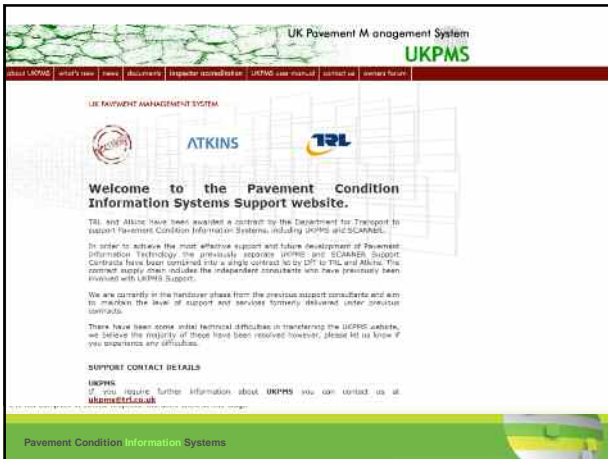 UK Pavement M anagement System
UKPMS
about UKPMS what's new news documents inspector accreditation UKPMS user manual contact us owners forum
UK PAVEMENT MANAGEMENT SYSTEM
ATKINS
TRL
Welcome to the Pavement Condition
Information Systems Support website.
TRL and Atkins have been awarded a contract by the Department for Transport to
support Pavement Condition Information Systems, including UKPMS and SCANNER.
In order to achieve the most effective support and future development of Pavement
Information Technology the previously separate UKPMS and SCANNER Support
Contracts have been combined into a single contract let by DfT to TRL and Atkins. The
contract supply chain includes the independent consultants who have previously been
involved with UKPMS Support.
We are currently in the handover phase from the previous support consultants and aim
to maintain the level of support and services formerly delivered under previous
contracts.
There have been some initial technical difficulties in transferring the UKPMS website,
we believe the majority of these have been resolved however, please let us know if
you experience any difficulties.
SUPPORT CONTACT DETAILS
UKPMS
If you require further information about UKPMS you can contact us at
ukpms@trl.co.uk
Pavement Condition Information Systems